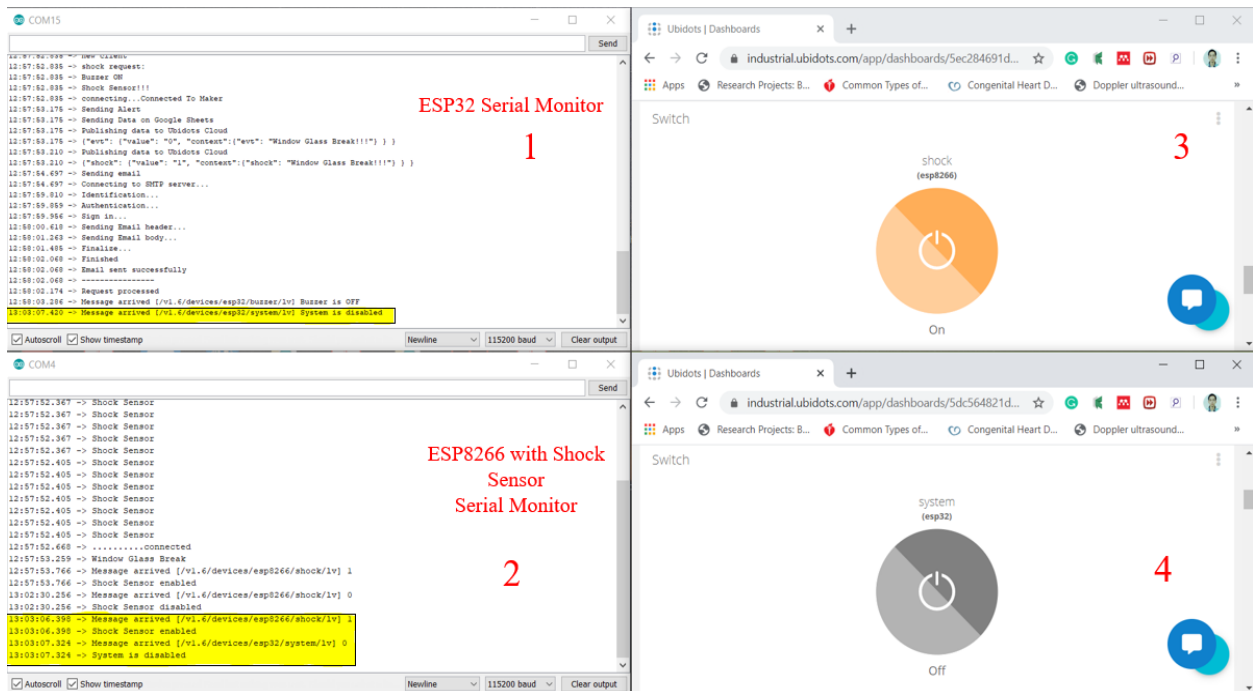 COM15
Send
12:57:52.835 -> new client
12:57:52.835 -> shock request:
12:57:52.835 -> Buzzer ON
12:57:52.835 -> Shock Sensor!!!
12:57:52.835 -> connecting...Connected To Maker
12:57:53.175 -> Sending Alert
12:57:53.175 -> Sending Data on Google Sheets
12:57:53.175 -> Publishing data to Ubidots Cloud
12:57:53.175 -> {"evt": {"value": "0", "context":{"evt": "Window Glass Break!!!"} } }
12:57:53.210 -> Publishing data to Ubidots Cloud
12:57:53.210 -> {"shock": {"value": "1", "context":{"shock": "Window Glass Break!!!"} } }
12:57:54.697 -> Sending email
12:57:54.697 -> Connecting to SMTP server...
12:57:59.810 -> Identification...
12:57:59.859 -> Authentication...
12:57:59.956 -> Sign in...
12:58:00.618 -> Sending Email header...
12:58:01.263 -> Sending Email body...
12:58:01.485 -> Finalize...
12:58:02.068 -> Finished
12:58:02.068 -> Email sent successfully
12:58:02.068 -> ----------------
12:58:02.174 -> Request processed
12:58:03.286 -> Message arrived [/v1.6/devices/esp32/buzzer/lv] Buzzer is OFF
13:03:07.420 -> Message arrived [/v1.6/devices/esp32/system/lv] System is disabled
ESP32 Serial Monitor
1
Autoscroll Show timestamp Newline 115200 baud Clear output
Ubidots | Dashboards
industrial.ubidots.com/app/dashboards/5ec284691d...
Apps Research Projects: B... Common Types of... Congenital Heart D... Doppler ultrasound... »
Switch
3
shock
(esp8266)
On
COM4
Send
12:57:52.367 -> Shock Sensor
12:57:52.367 -> Shock Sensor
12:57:52.367 -> Shock Sensor
12:57:52.367 -> Shock Sensor
12:57:52.367 -> Shock Sensor
12:57:52.405 -> Shock Sensor
12:57:52.405 -> Shock Sensor
12:57:52.405 -> Shock Sensor
12:57:52.405 -> Shock Sensor
12:57:52.405 -> Shock Sensor
12:57:52.405 -> Shock Sensor
12:57:52.405 -> Shock Sensor
12:57:52.668 -> ..........connected
12:57:53.259 -> Window Glass Break
12:57:53.766 -> Message arrived [/v1.6/devices/esp8266/shock/lv] 1
12:57:53.766 -> Shock Sensor enabled
13:02:30.256 -> Message arrived [/v1.6/devices/esp8266/shock/lv] 0
13:02:30.256 -> Shock Sensor disabled
13:03:06.398 -> Message arrived [/v1.6/devices/esp8266/shock/lv] 1
13:03:06.398 -> Shock Sensor enabled
13:03:07.324 -> Message arrived [/v1.6/devices/esp32/system/lv] 0
13:03:07.324 -> System is disabled
ESP8266 with Shock
Sensor
Serial Monitor
2
Autoscroll Show timestamp Newline 115200 baud Clear output
Ubidots | Dashboards
industrial.ubidots.com/app/dashboards/5dc564821d...
Apps Research Projects: B... Common Types of... Congenital Heart D... Doppler ultrasound... »
Switch
system
(esp32)
4
Off